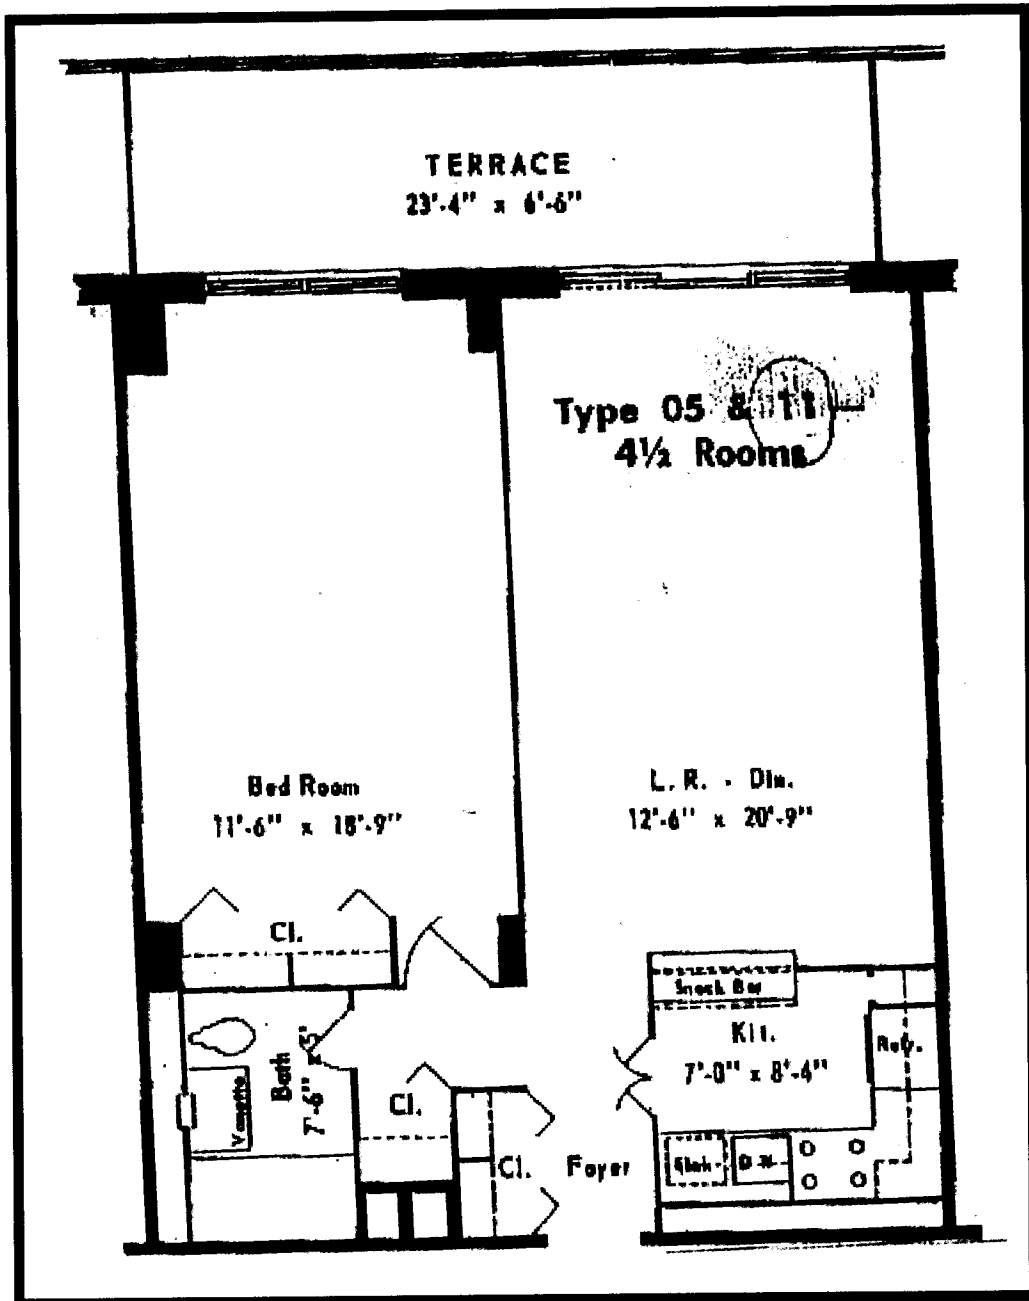 TERRACE
23'-4" x 6'-6"
Type 05 & 11
4½ Rooms
Bed Room
11'-6" x 18'-9"
L. R. - Din.
12'-6" x 20'-9"
Cl.
Snack Bar
Kit.
7'-0" x 8'-4"
Refr.
Bath
7'-6" x 5'
Vanette
Cl.
Cl.
Foyer
Sink
D.W.